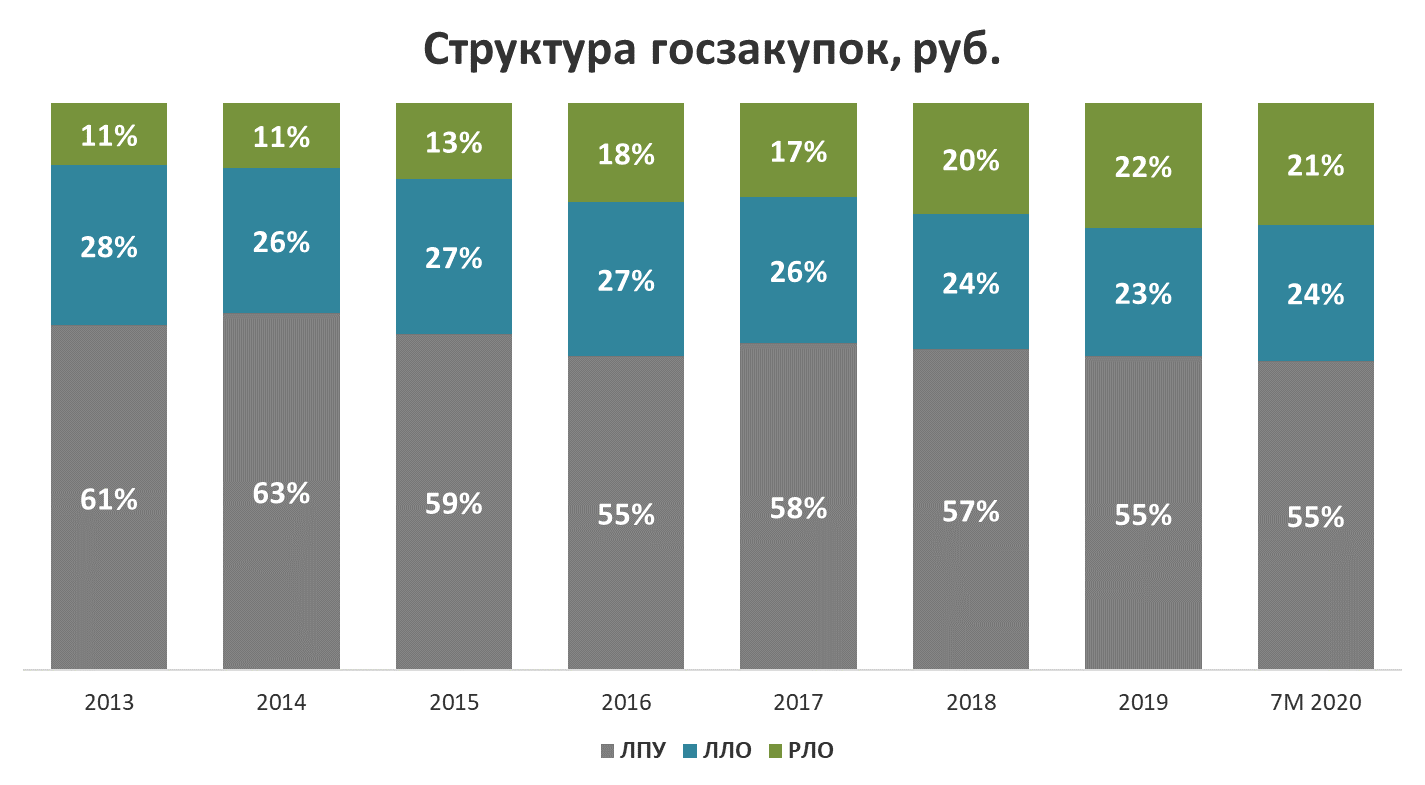 Структура госзакупок, руб.
11% 11% 13% 18% 17% 20% 22% 21%
28% 26% 27% 27% 26% 24% 23% 24%
61% 63% 59% 55% 58% 57% 55% 55%
2013 2014 2015 2016 2017 2018 2019 7М 2020
ЛПУ ЛЛО РЛО